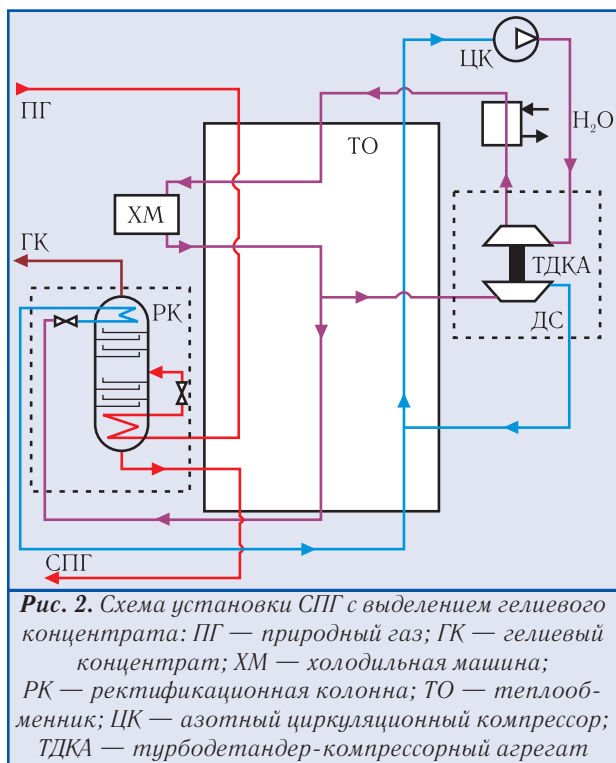 ЦК
ПГ
ТО
H₂O
ХМ
ГК
ТДКА
РК
ДС
СПГ
Рис. 2. Схема установки СПГ с выделением гелиевого
концентрата: ПГ — природный газ; ГК — гелиевый
концентрат; ХМ — холодильная машина;
РК — ректификационная колонна; ТО — теплооб-
менник; ЦК — азотный циркуляционный компрессор;
ТДКА — турбодетандер-компрессорный агрегат